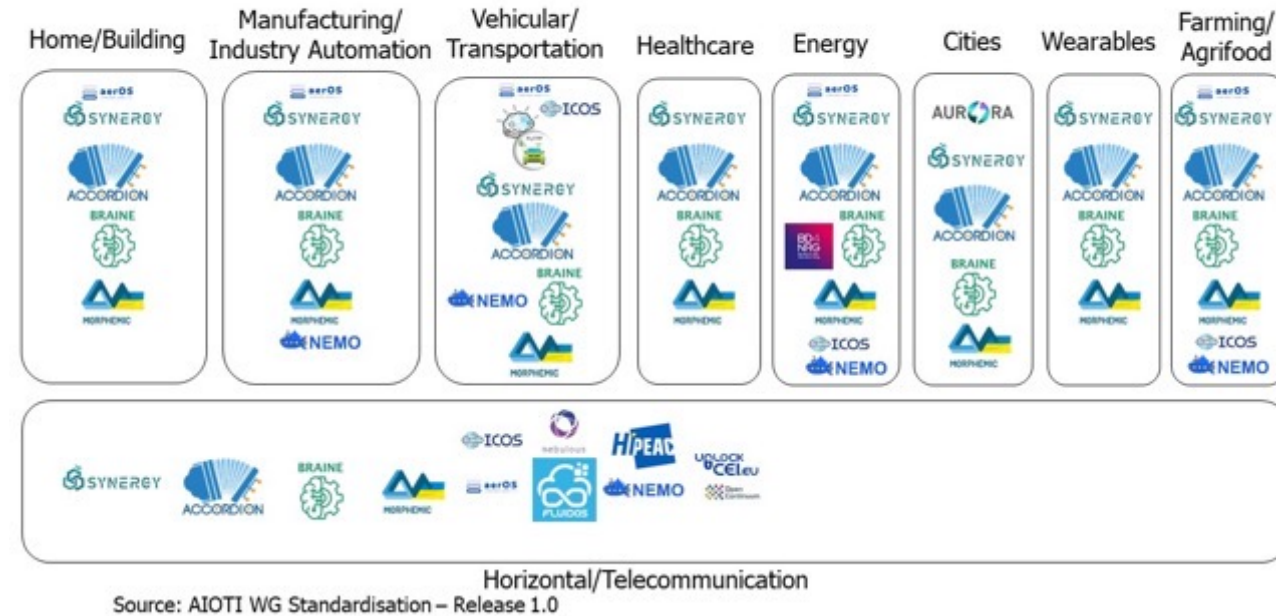 Home/Building
Manufacturing/
Industry Automation
Vehicular/
Transportation
Healthcare
Energy
Cities
Wearables
Farming/
Agrifood
aerOS
SYNERGY
ACCORDION
BRAINE
MORPHEMIC
SYNERGY
ACCORDION
BRAINE
MORPHEMIC
NEMO
aerOS
ICOS
SYNERGY
ACCORDION
BRAINE
NEMO
MORPHEMIC
SYNERGY
ACCORDION
BRAINE
MORPHEMIC
aerOS
SYNERGY
ACCORDION
BD4
NRG
BRAINE
MORPHEMIC
ICOS
NEMO
AURORA
SYNERGY
ACCORDION
BRAINE
MORPHEMIC
SYNERGY
ACCORDION
BRAINE
MORPHEMIC
aerOS
SYNERGY
ACCORDION
BRAINE
MORPHEMIC
ICOS
NEMO
SYNERGY
ACCORDION
BRAINE
MORPHEMIC
ICOS
aerOS
nebulous
FLUIDOS
HiPEAC
NEMO
UNLOCK
CEI.eu
Open
Continuum
Horizontal/Telecommunication
Source: AIOTI WG Standardisation – Release 1.0